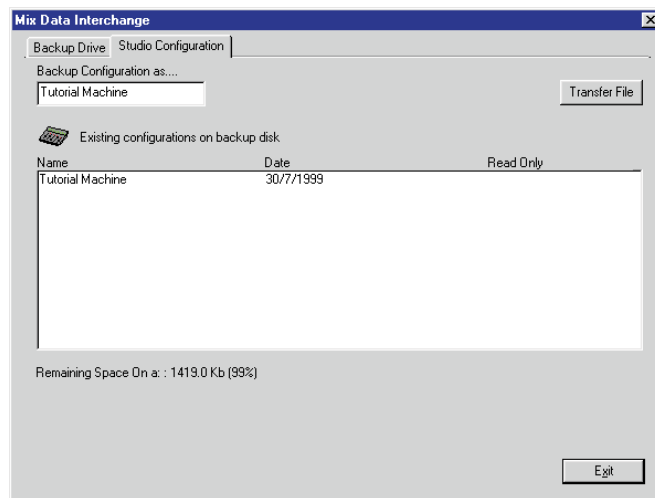 Mix Data Interchange
Backup Drive Studio Configuration
Backup Configuration as....
Tutorial Machine
Transfer File
Existing configurations on backup disk
Name Date Read Only
Tutorial Machine 30/7/1999
Remaining Space On a: : 1419.0 Kb (99%)
Exit